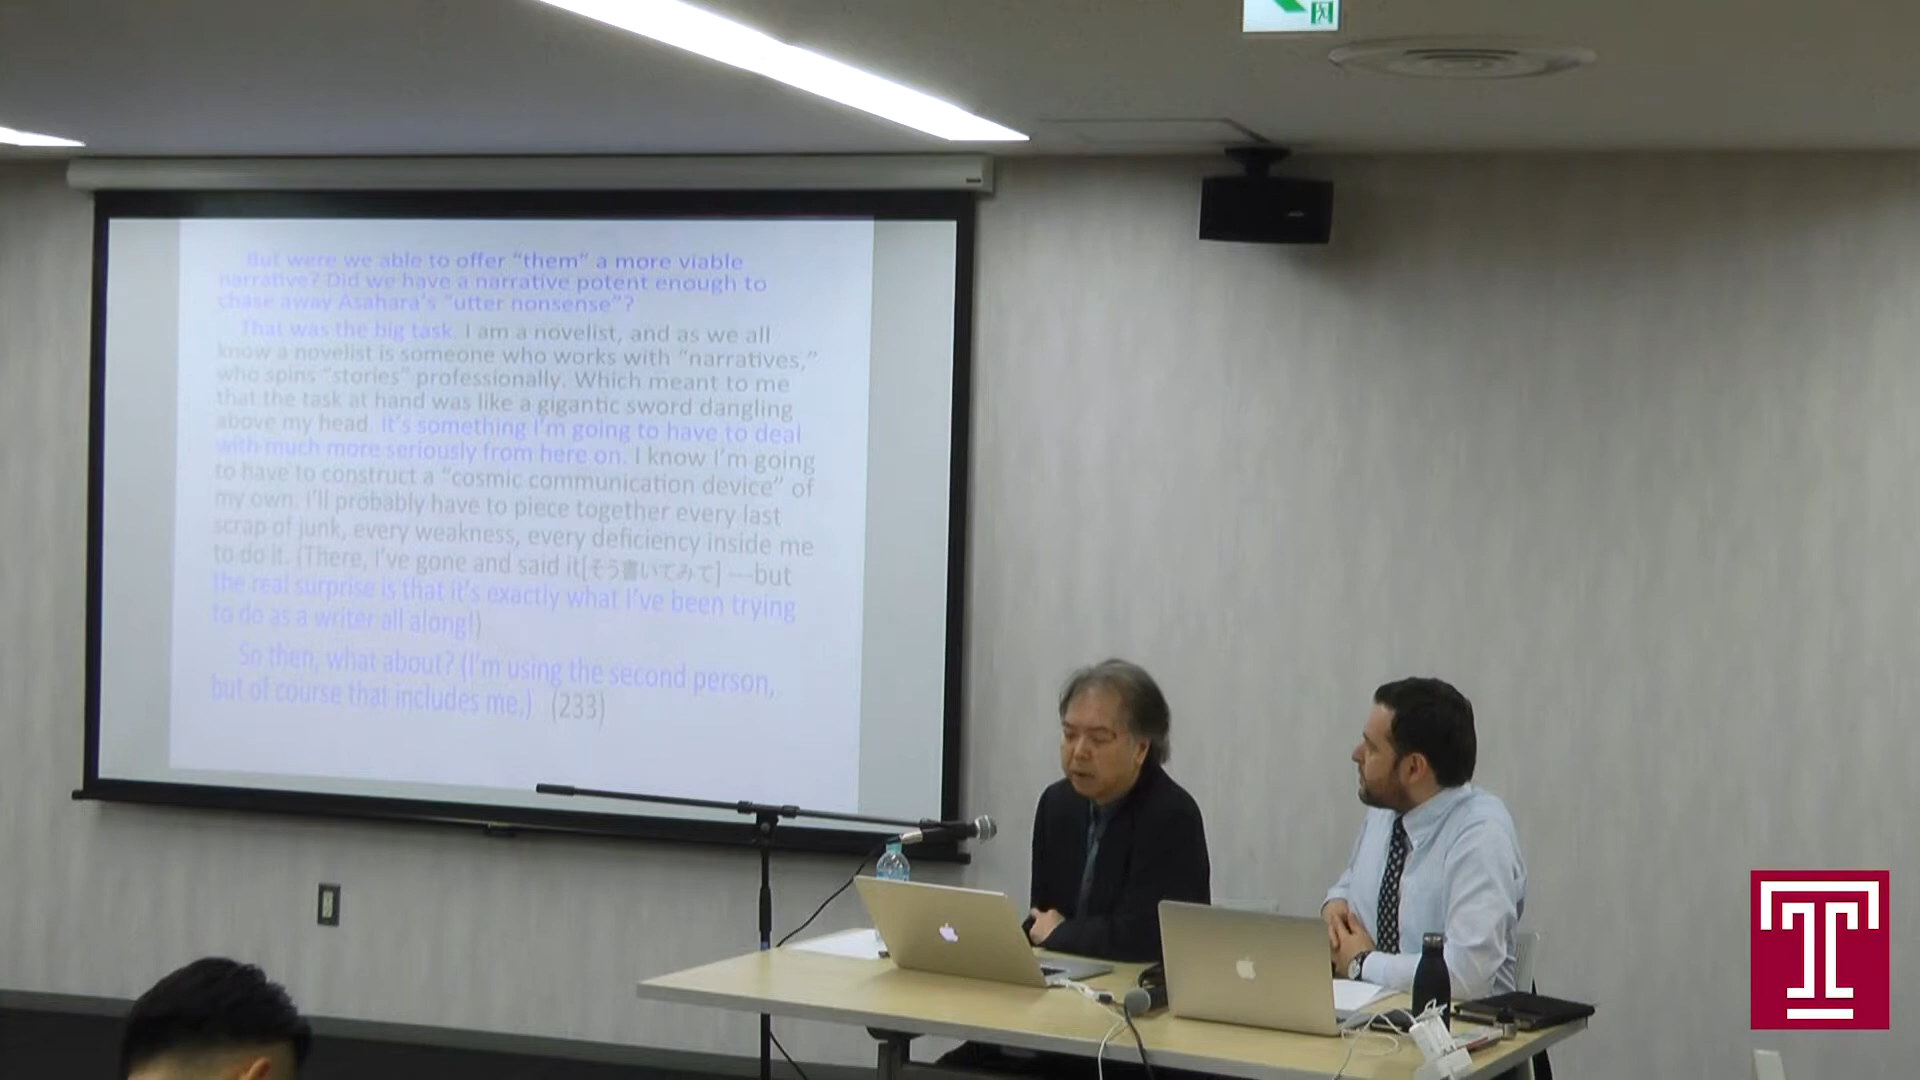 But were we able to offer “them” a more viable
narrative? Did we have a narrative potent enough to
chase away Asahara’s “utter nonsense”?
That was the big task. I am a novelist, and as we all
know a novelist is someone who works with “narratives,”
who spins “stories” professionally. Which meant to me
that the task at hand was like a gigantic sword dangling
above my head. It’s something I’m going to have to deal
with much more seriously from here on. I know I’m going
to have to construct a “cosmic communication device” of
my own. I’ll probably have to piece together every last
scrap of junk, every weakness, every deficiency inside me
to do it. (There, I’ve gone and said it[そう書いてみて] ---but
the real surprise is that it’s exactly what I’ve been trying
to do as a writer all along!)
So then, what about? (I’m using the second person,
but of course that includes me.) (233)
T